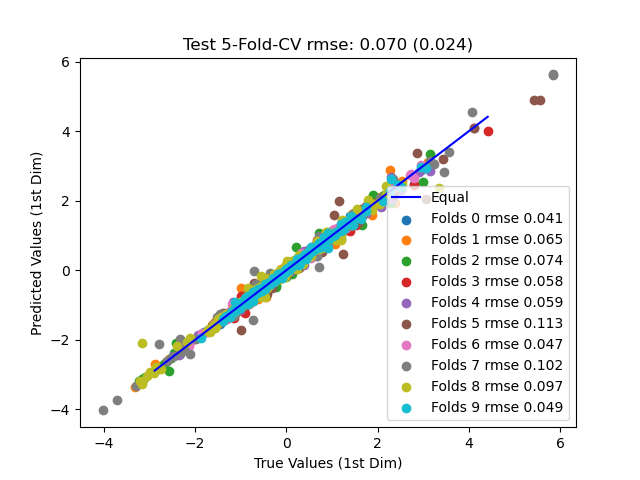 Test 5-Fold-CV rmse: 0.070 (0.024)
Predicted Values (1st Dim)
6
4
2
0
−2
−4
−4
−2
0
2
4
6
True Values (1st Dim)
Equal
Folds 0 rmse 0.041
Folds 1 rmse 0.065
Folds 2 rmse 0.074
Folds 3 rmse 0.058
Folds 4 rmse 0.059
Folds 5 rmse 0.113
Folds 6 rmse 0.047
Folds 7 rmse 0.102
Folds 8 rmse 0.097
Folds 9 rmse 0.049